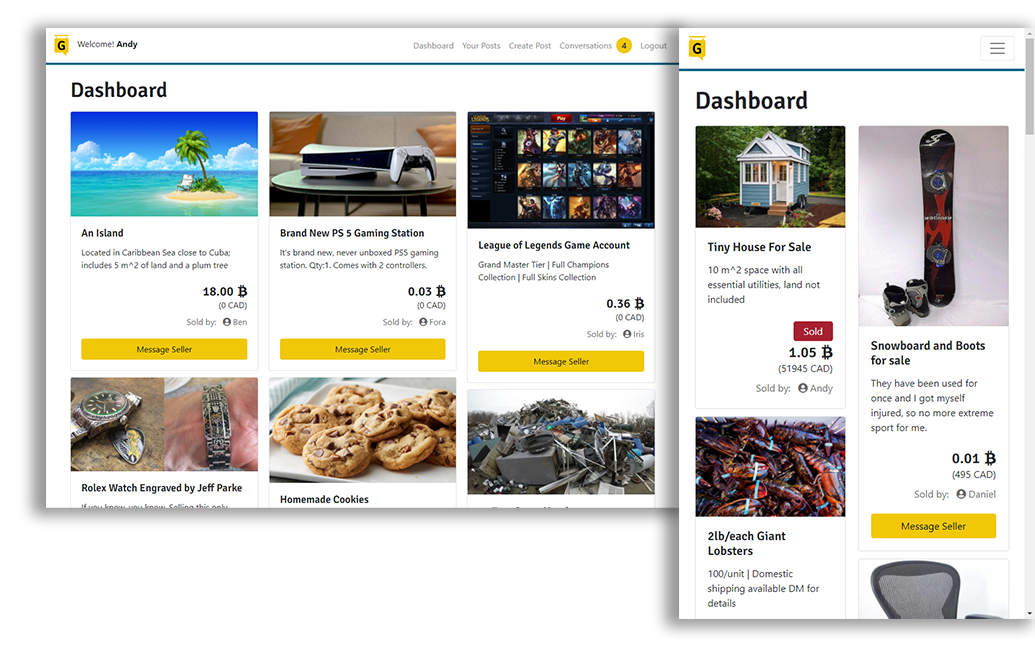 G
Welcome! Andy
Dashboard Your Posts Create Post Conversations 4 Logout
Dashboard
An Island
Located in Caribbean Sea close to Cuba;
includes 5 m^2 of land and a plum tree
18.00 ₿
(0 CAD)
Sold by: Ben
Message Seller
Brand New PS 5 Gaming Station
It's brand new, never unboxed PS5 gaming
station. Qty:1. Comes with 2 controllers.
0.03 ₿
(0 CAD)
Sold by: Fora
Message Seller
Play
League of Legends Game Account
Grand Master Tier | Full Champions
Collection | Full Skins Collection
0.36 ₿
(0 CAD)
Sold by: Iris
Message Seller
Rolex Watch Engraved by Jeff Parke
If you know, you know. Selling this only
Homemade Cookies
G
Dashboard
Tiny House For Sale
10 m^2 space with all
essential utilities, land not
included
Sold
1.05 ₿
(51945 CAD)
Sold by: Andy
2lb/each Giant
Lobsters
100/unit | Domestic
shipping available DM for
details
Snowboard and Boots
for sale
They have been used for
once and I got myself
injured, so no more extreme
sport for me.
0.01 ₿
(495 CAD)
Sold by: Daniel
Message Seller